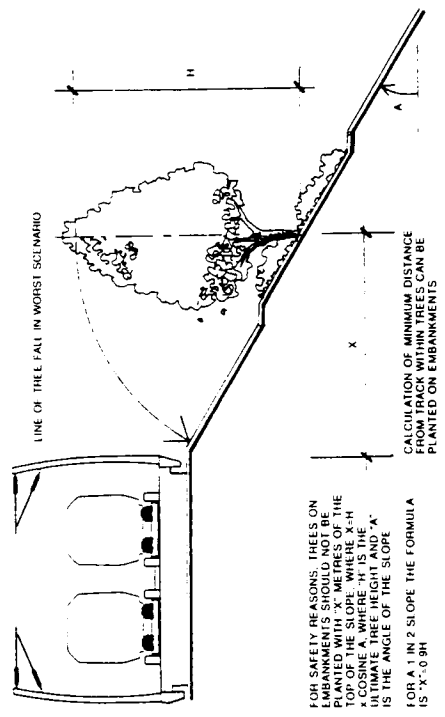 LINE OF TREE FALL IN WORST SCENARIO
H
A
X
FOR SAFETY REASONS, TREES ON
EMBANKMENTS SHOULD NOT BE
PLANTED WITH "X" METRES OF THE
TOP OF THE SLOPE. WHERE X=H
x COSINE A, WHERE "H" IS THE
ULTIMATE TREE HEIGHT AND "A"
IS THE ANGLE OF THE SLOPE
FOR A 1 IN 2 SLOPE THE FORMULA
IS "X"=0.9H
CALCULATION OF MINIMUM DISTANCE
FROM TRACK WITHIN TREES CAN BE
PLANTED ON EMBANKMENTS